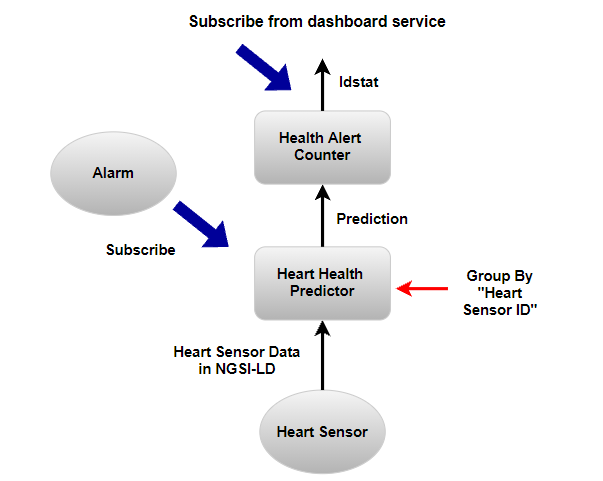 Subscribe from dashboard service
ldstat
Health Alert
Counter
Alarm
Prediction
Subscribe
Heart Health
Predictor
Group By
"Heart
Sensor ID"
Heart Sensor Data
in NGSI-LD
Heart Sensor